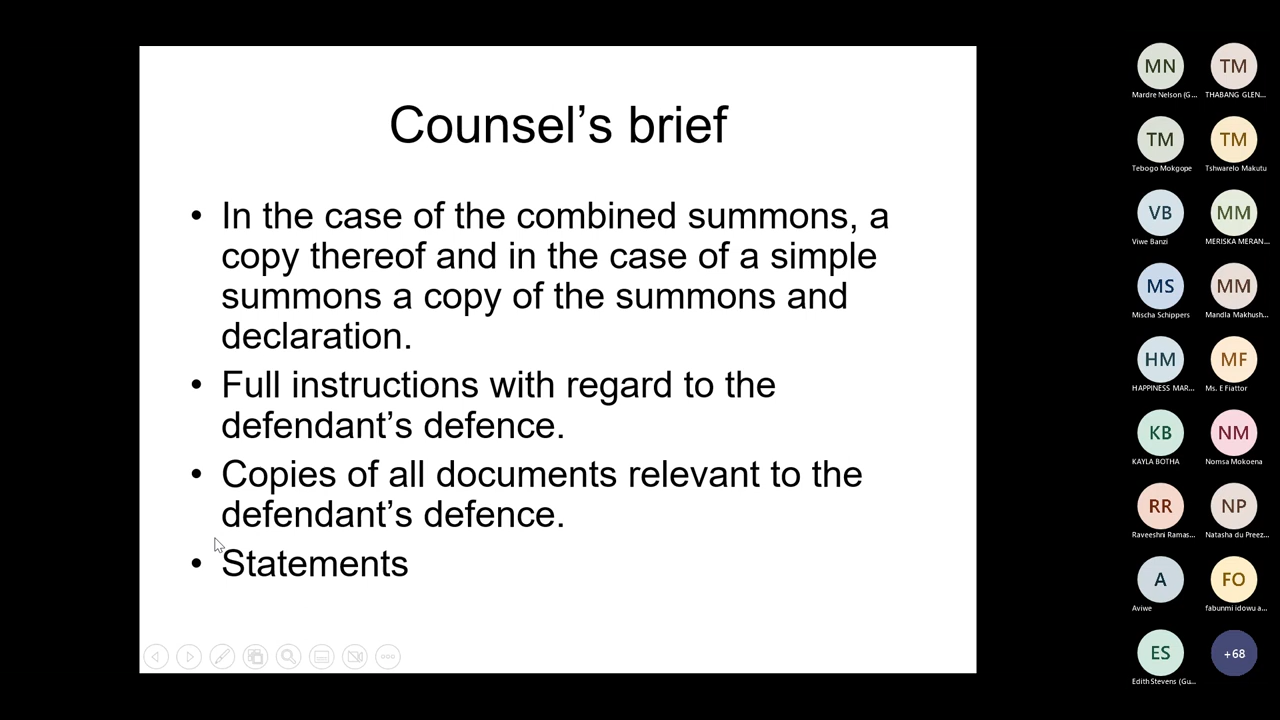 Counsel’s brief
• In the case of the combined summons, a
copy thereof and in the case of a simple
summons a copy of the summons and
declaration.
• Full instructions with regard to the
defendant’s defence.
• Copies of all documents relevant to the
defendant’s defence.
• Statements
MN TM
Mardre Nelson (G... THABANG GLEN...
TM TM
Tebogo Mokgope Tshwarelo Makutu
VB MM
Viwe Banzi MERISKA MERAN...
MS MM
Mischa Schippers Mandla Makhush...
HM MF
HAPPINESS MAR... Ms. E Fiattor
KB NM
KAYLA BOTHA Nomsa Mokoena
RR NP
Raveeshni Ramas... Natasha du Preez...
A FO
Aviwe fabunmi idowu a...
ES +68
Edith Stevens (Gu...